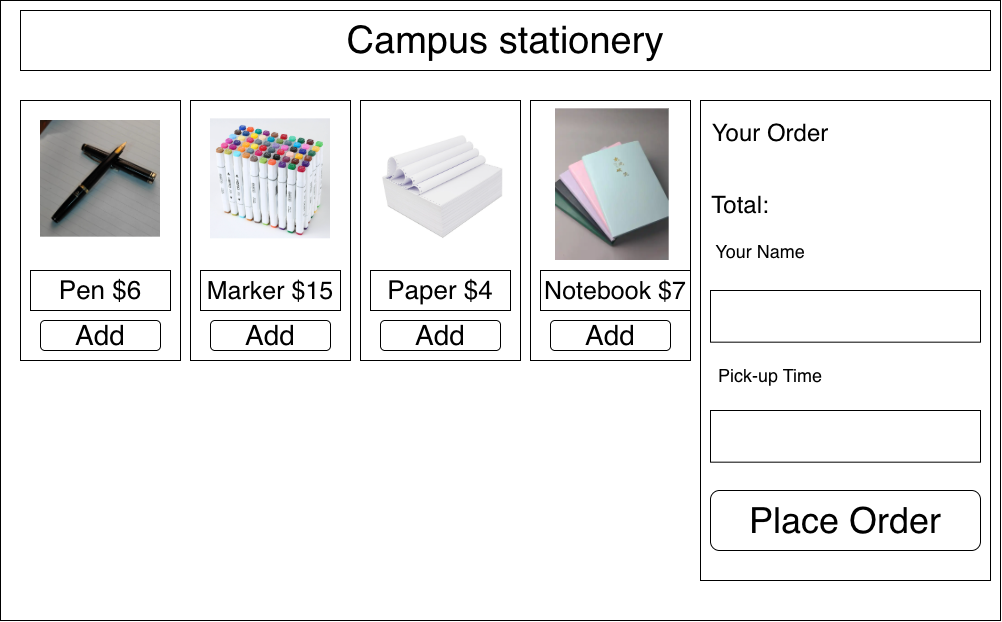 Campus stationery
Pen $6
Add
Marker $15
Add
Paper $4
Add
Notebook $7
Add
Your Order
Total:
Your Name
Pick-up Time
Place Order